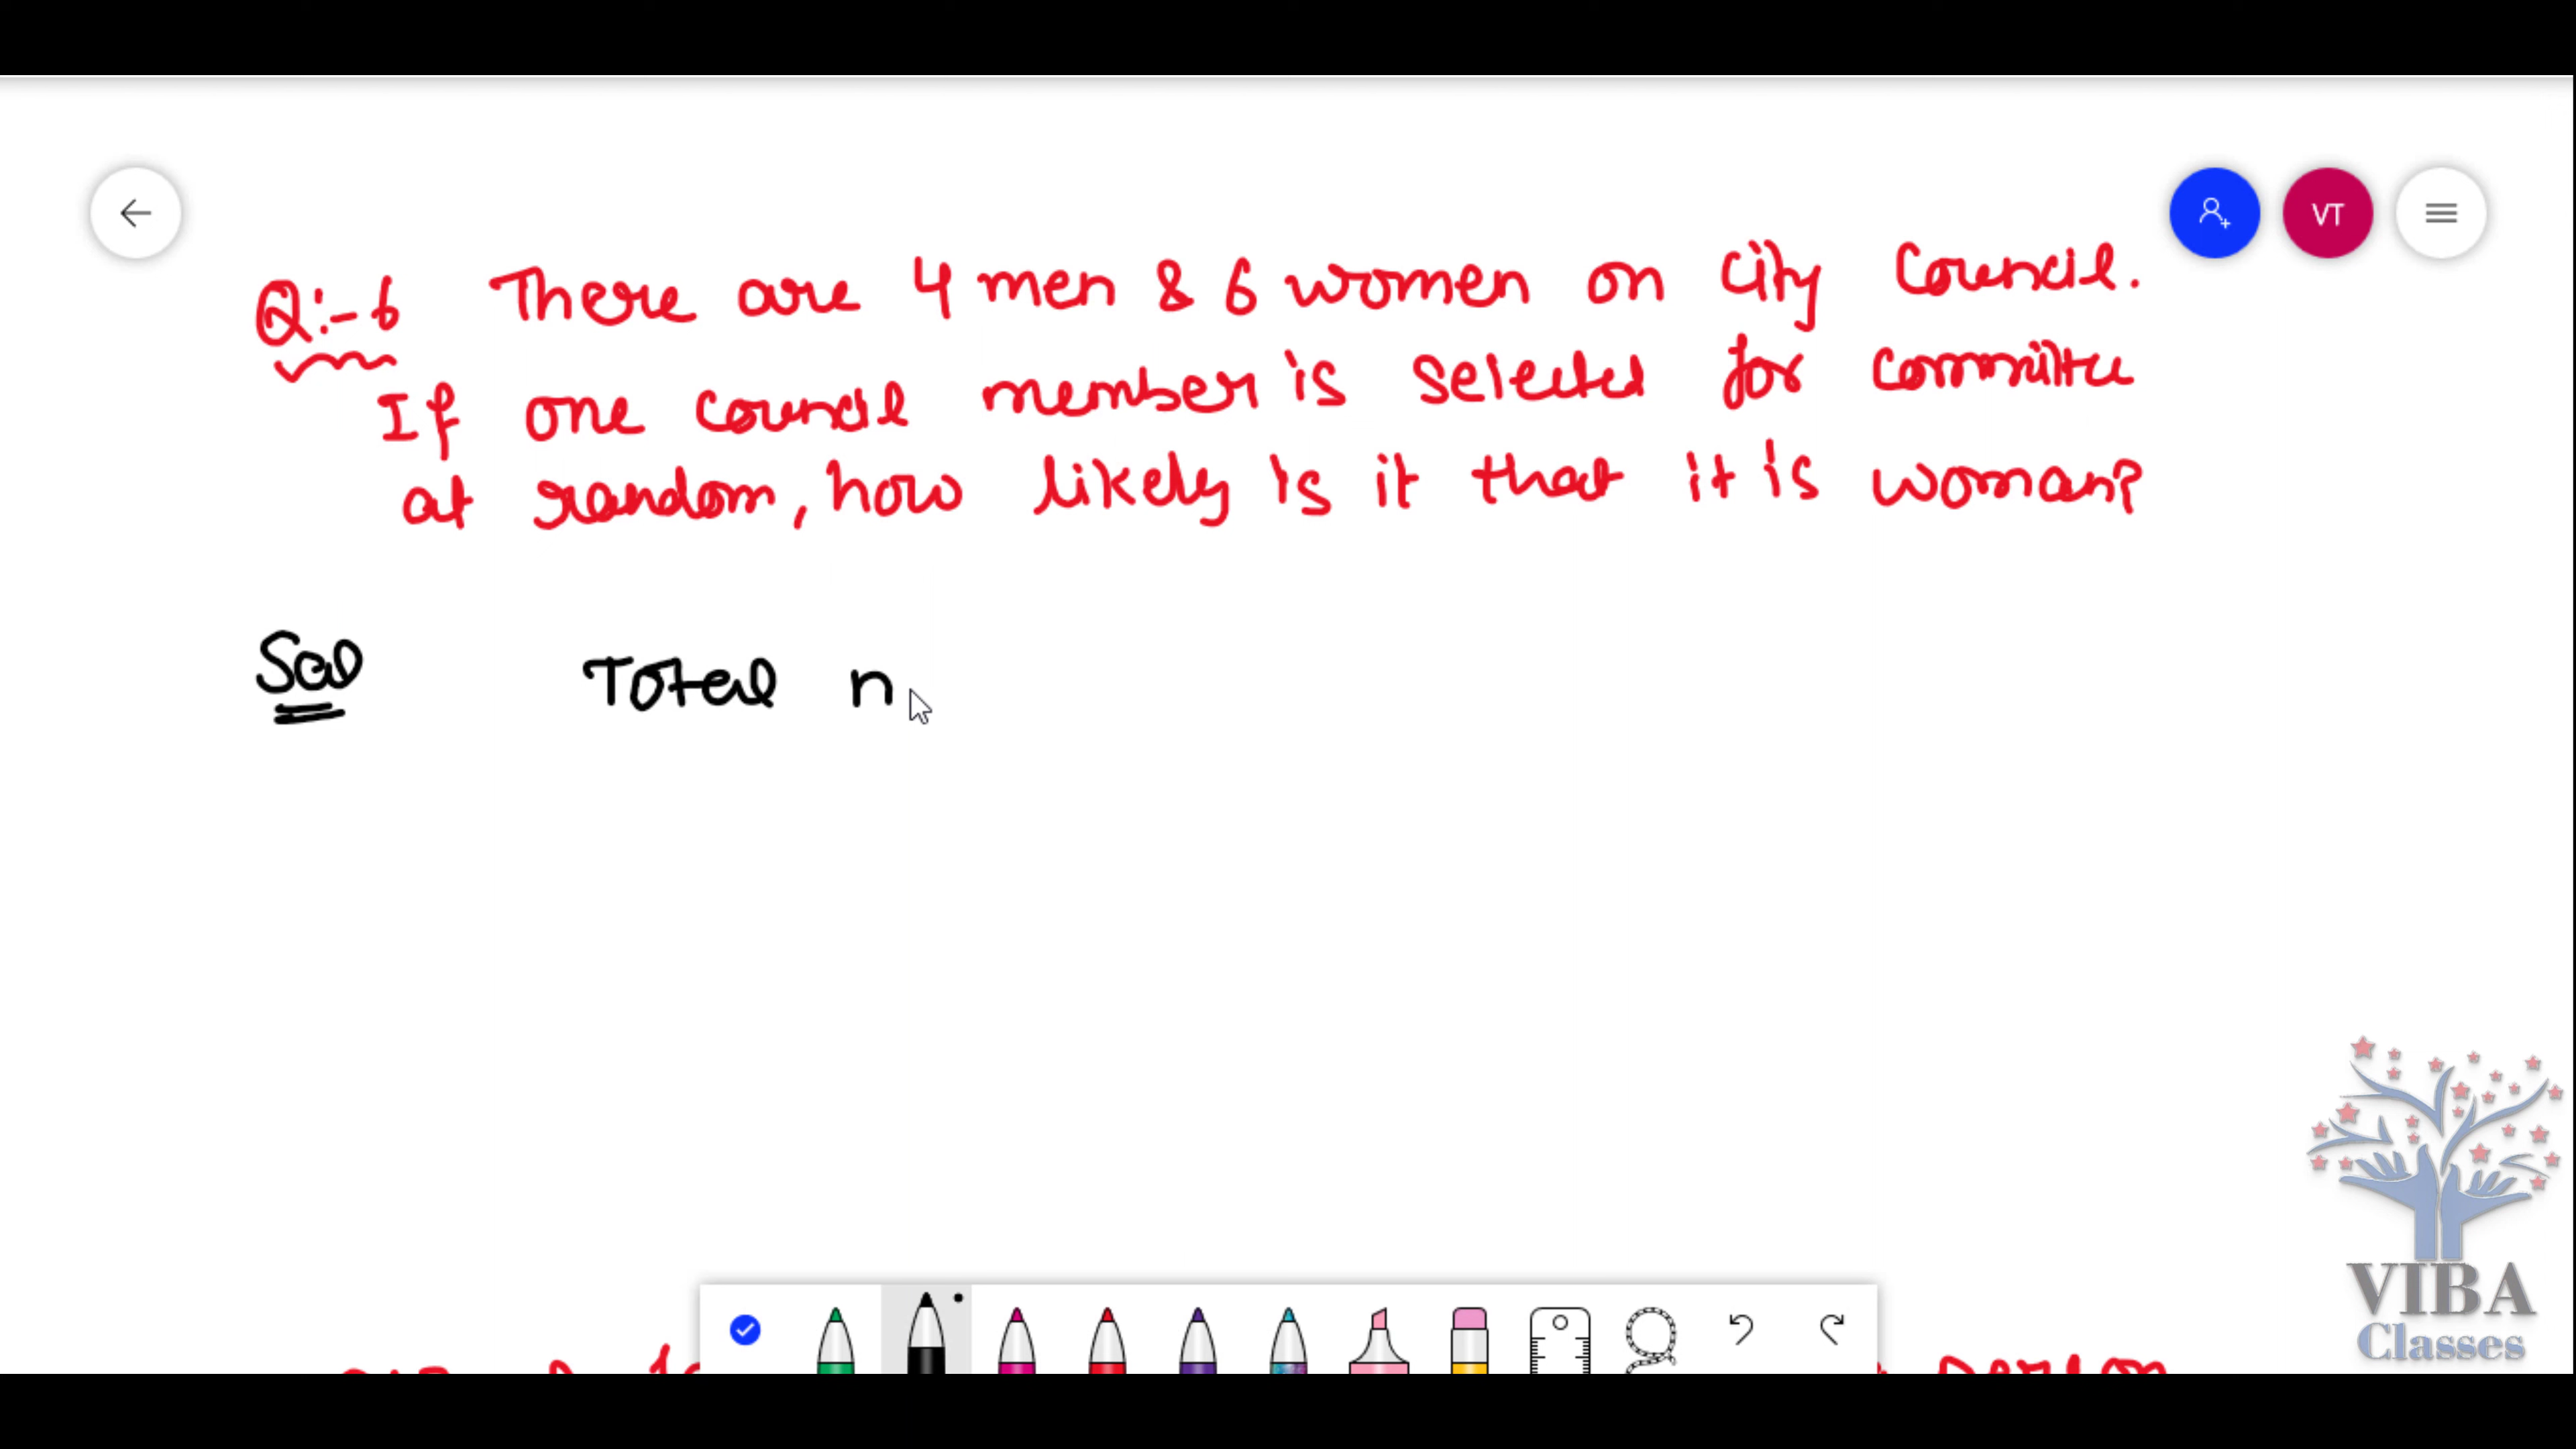 VT
Q:-6 There are 4 men & 6 women on City Council.
If one council member is selected for committee
at random, how likely is it that it is woman?
Sol Total n
person
VIBA
Classes